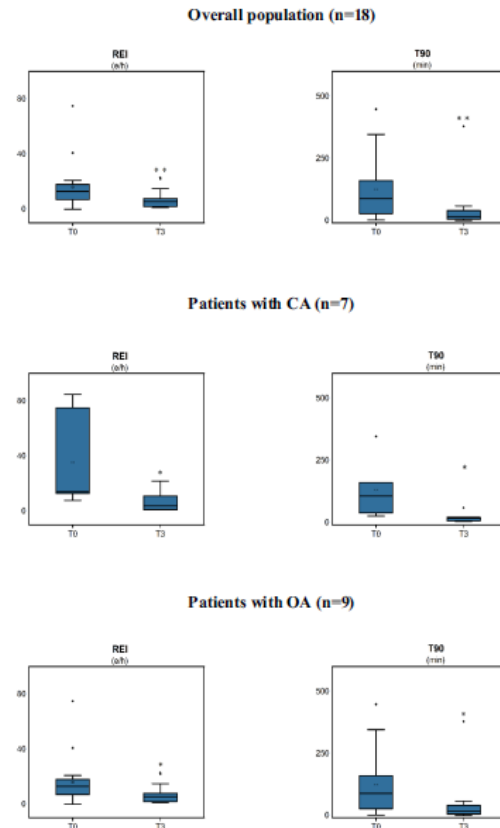 Overall population (n=18)
REI
(e/h)
80
40
0
* *
T0
T3
T90
(min)
500
250
0
* *
T0
T3
Patients with CA (n=7)
REI
(e/h)
80
40
0
*
T0
T3
T90
(min)
500
250
0
*
T0
T3
Patients with OA (n=9)
REI
(e/h)
80
40
0
*
T0
T3
T90
(min)
500
250
0
*
T0
T3